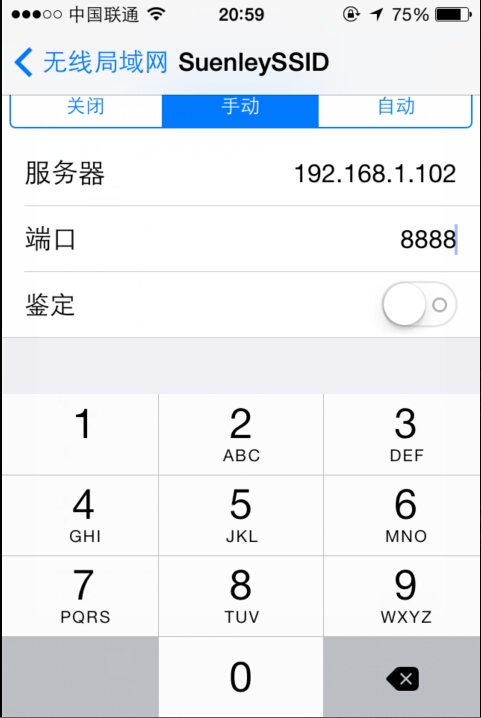 中国联通 20:59 75%
无线局域网 SuenleySSID
关闭 手动 自动
服务器 192.168.1.102
端口 8888
鉴定
1 2 3
ABC DEF
4 5 6
GHI JKL MNO
7 8 9
PQRS TUV WXYZ
0